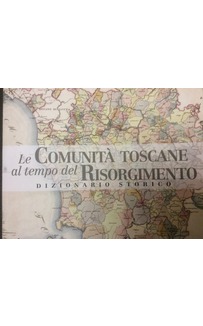 Le COMUNITÀ TOSCANE
al tempo del RISORGIMENTO
DIZIONARIO STORICO